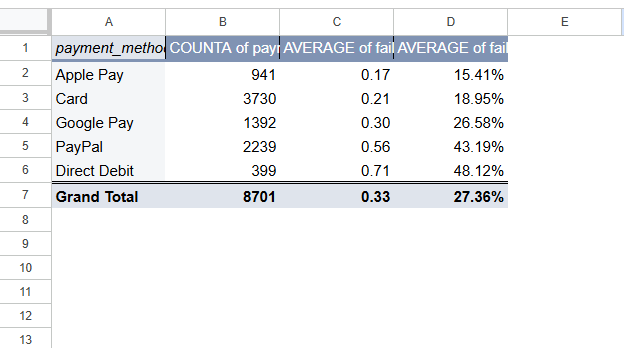 A B C D E
1 payment_metho COUNTA of payr AVERAGE of fail AVERAGE of fail
2 Apple Pay 941 0.17 15.41%
3 Card 3730 0.21 18.95%
4 Google Pay 1392 0.30 26.58%
5 PayPal 2239 0.56 43.19%
6 Direct Debit 399 0.71 48.12%
7 Grand Total 8701 0.33 27.36%
8
9
10
11
12
13